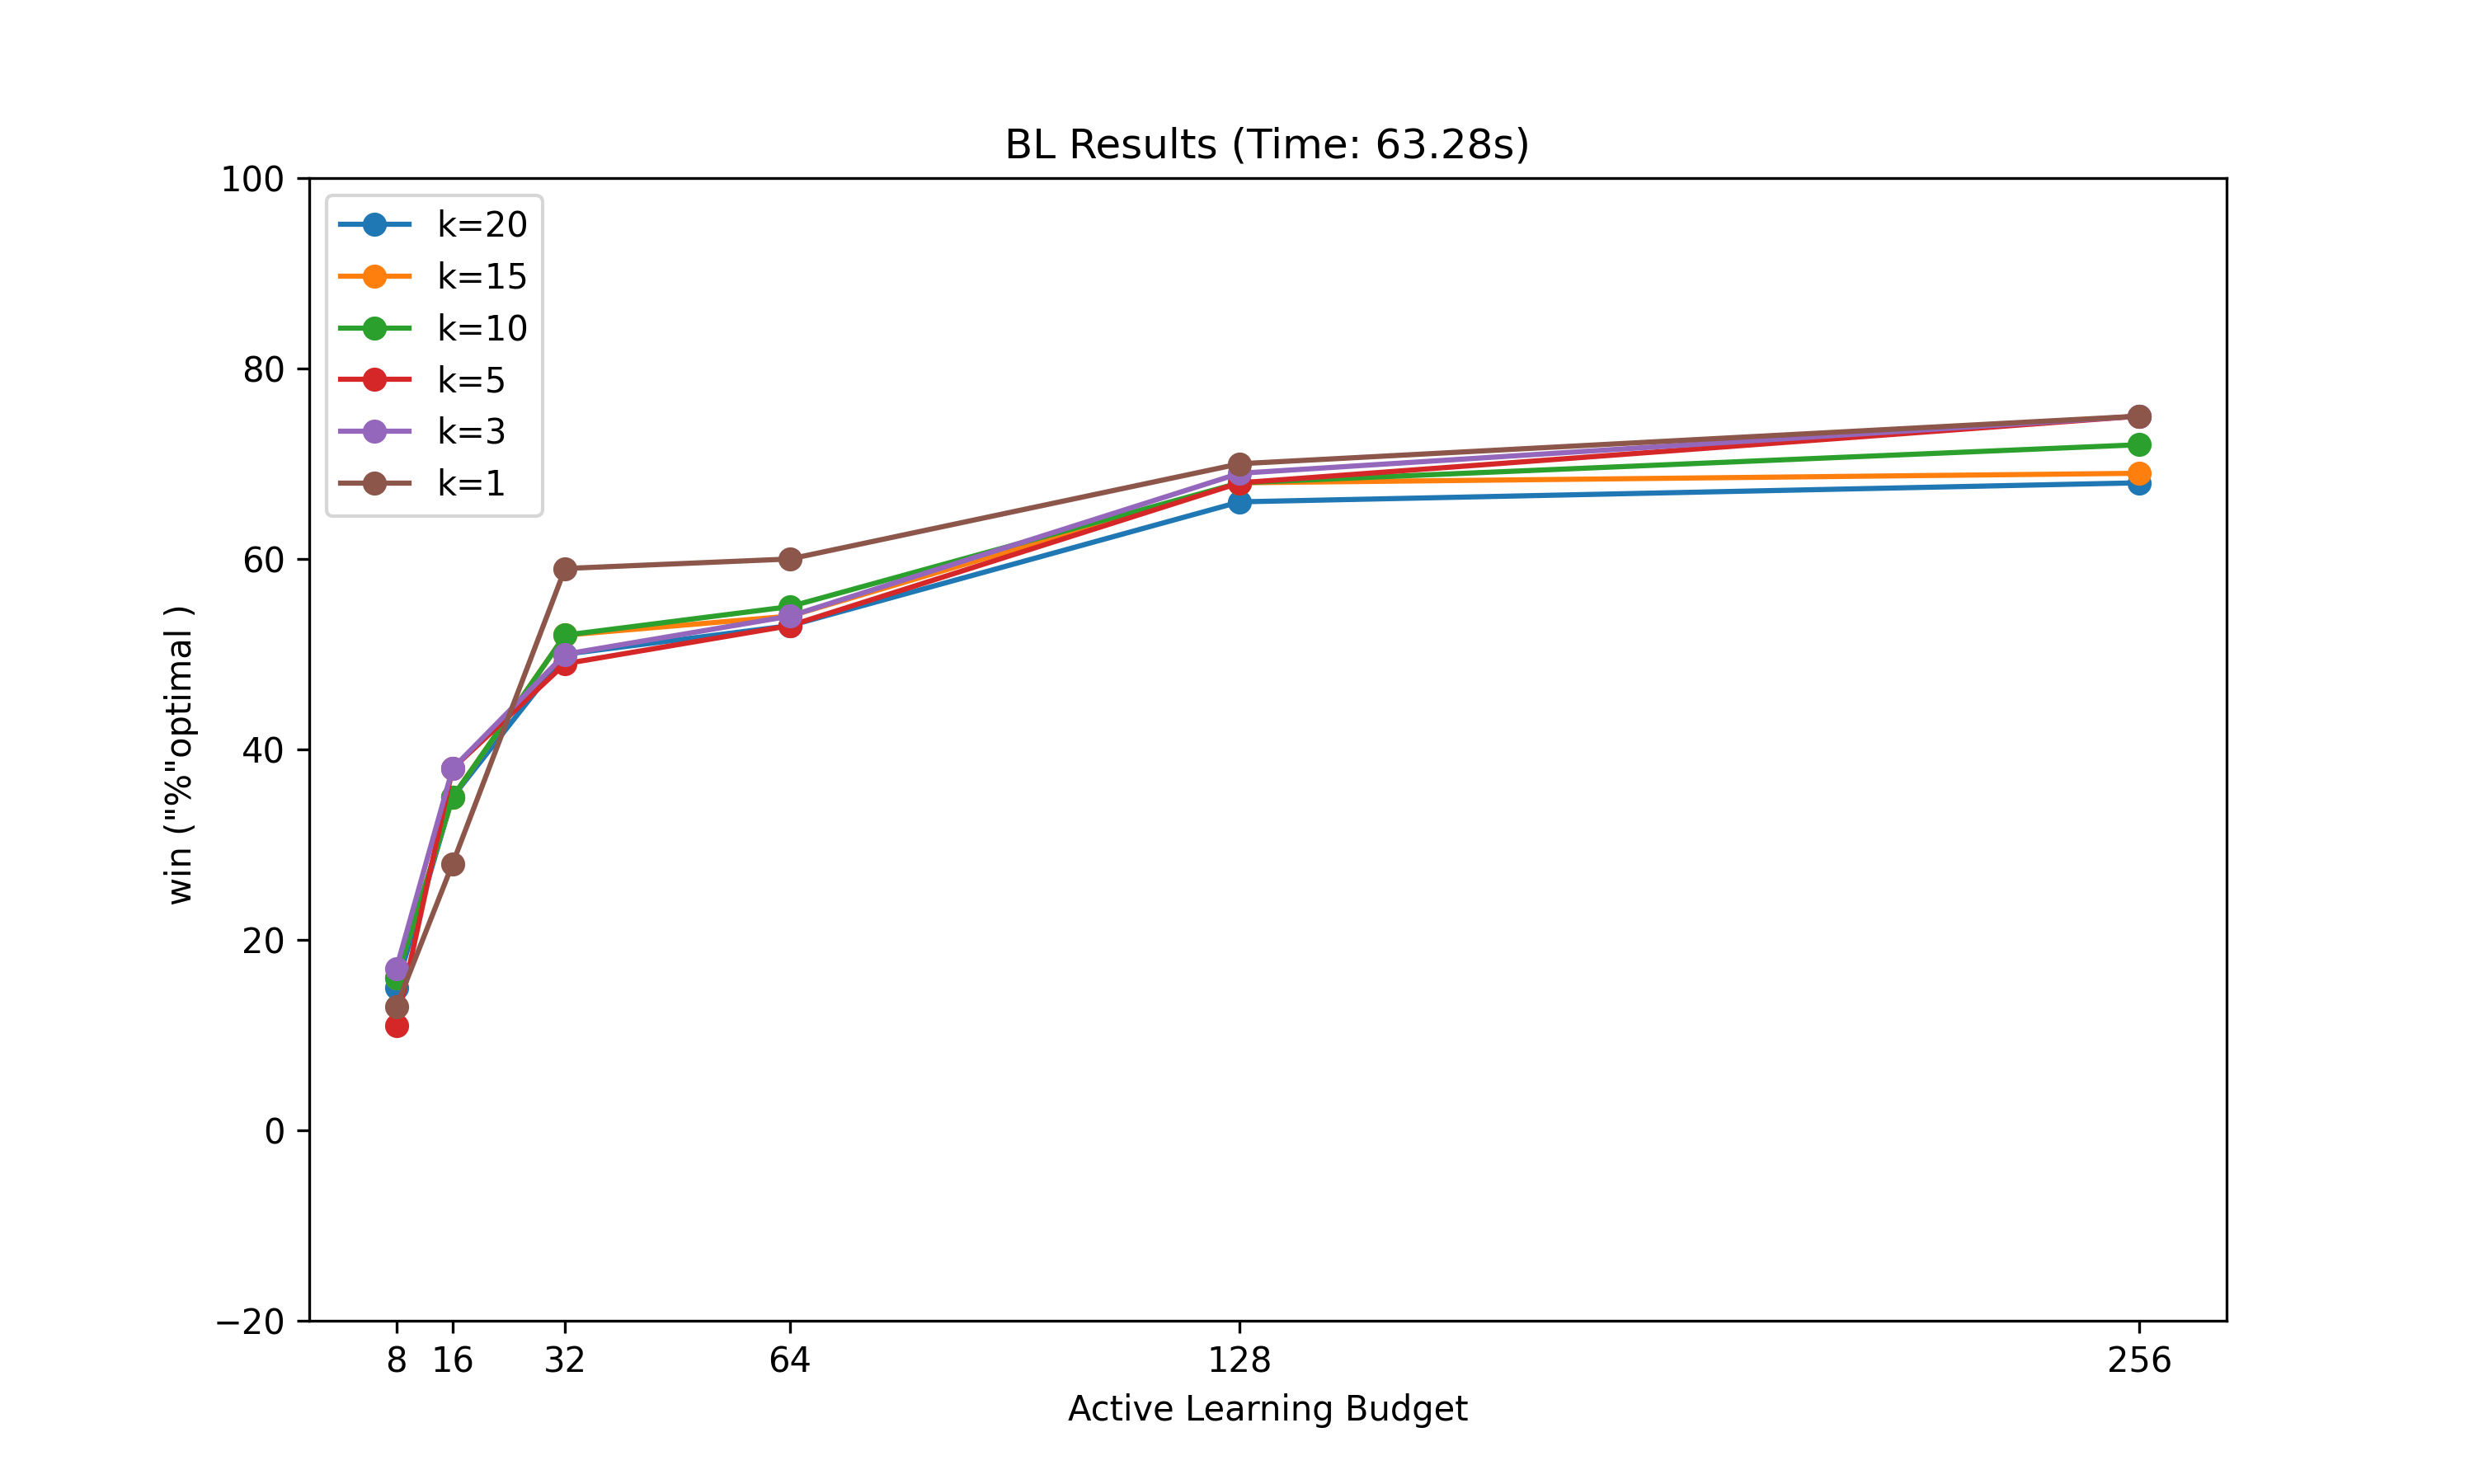 BL Results (Time: 63.28s)
100
80
60
40
20
0
−20
win ("%"optimal )
k=20
k=15
k=10
k=5
k=3
k=1
8 16 32 64 128 256
Active Learning Budget